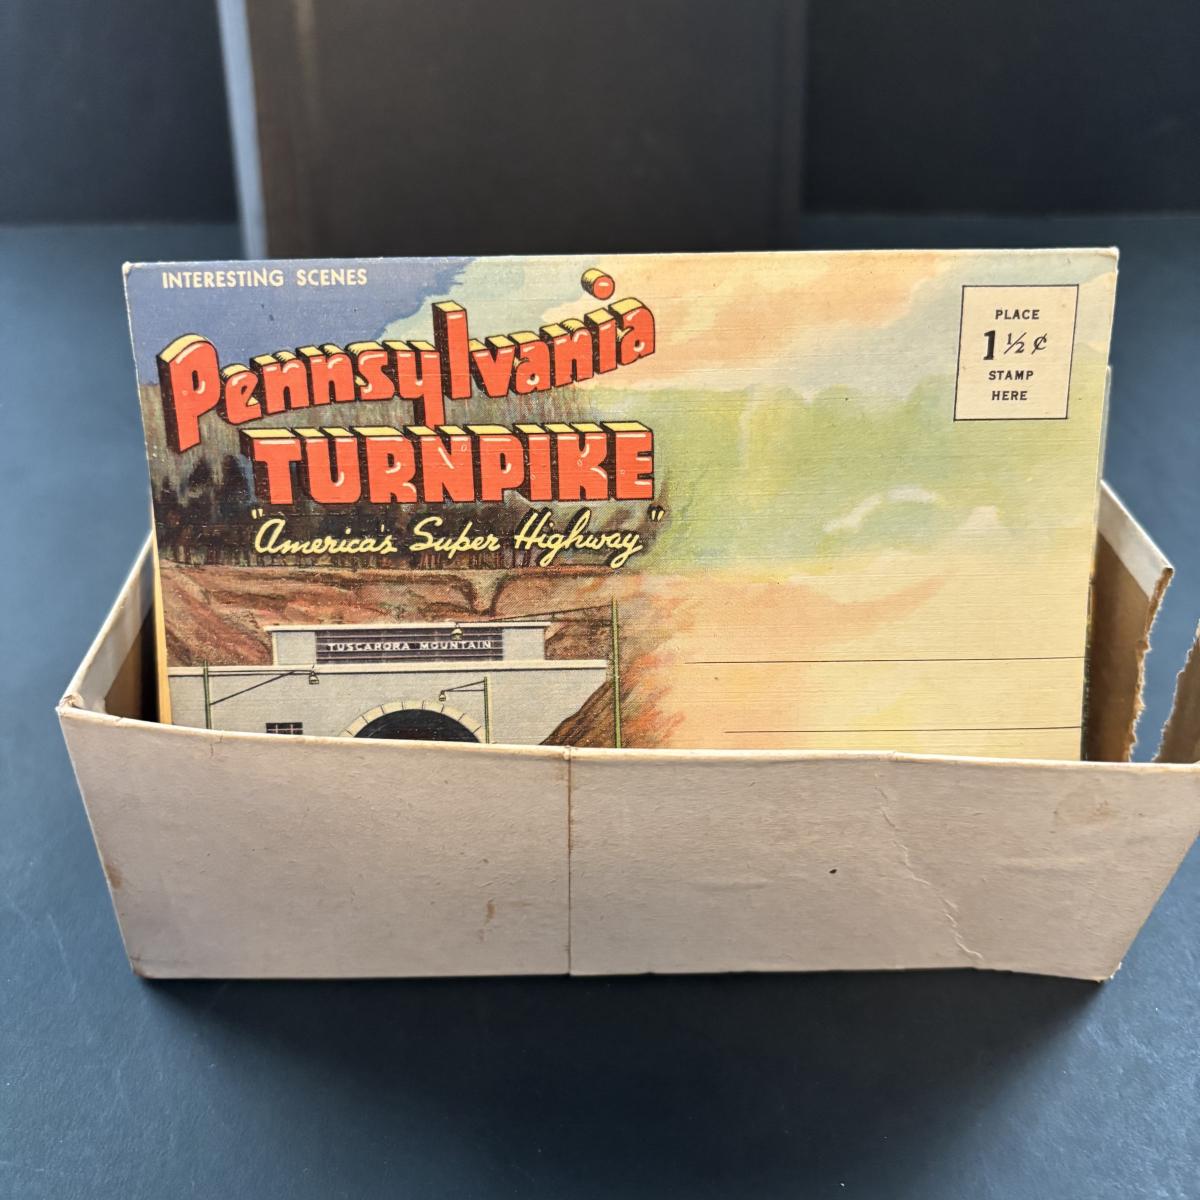 INTERESTING SCENES
Pennsylvania
TURNPIKE
"America's Super Highway"
PLACE
1 1/2 ¢
STAMP
HERE
TUSCARORA MOUNTAIN